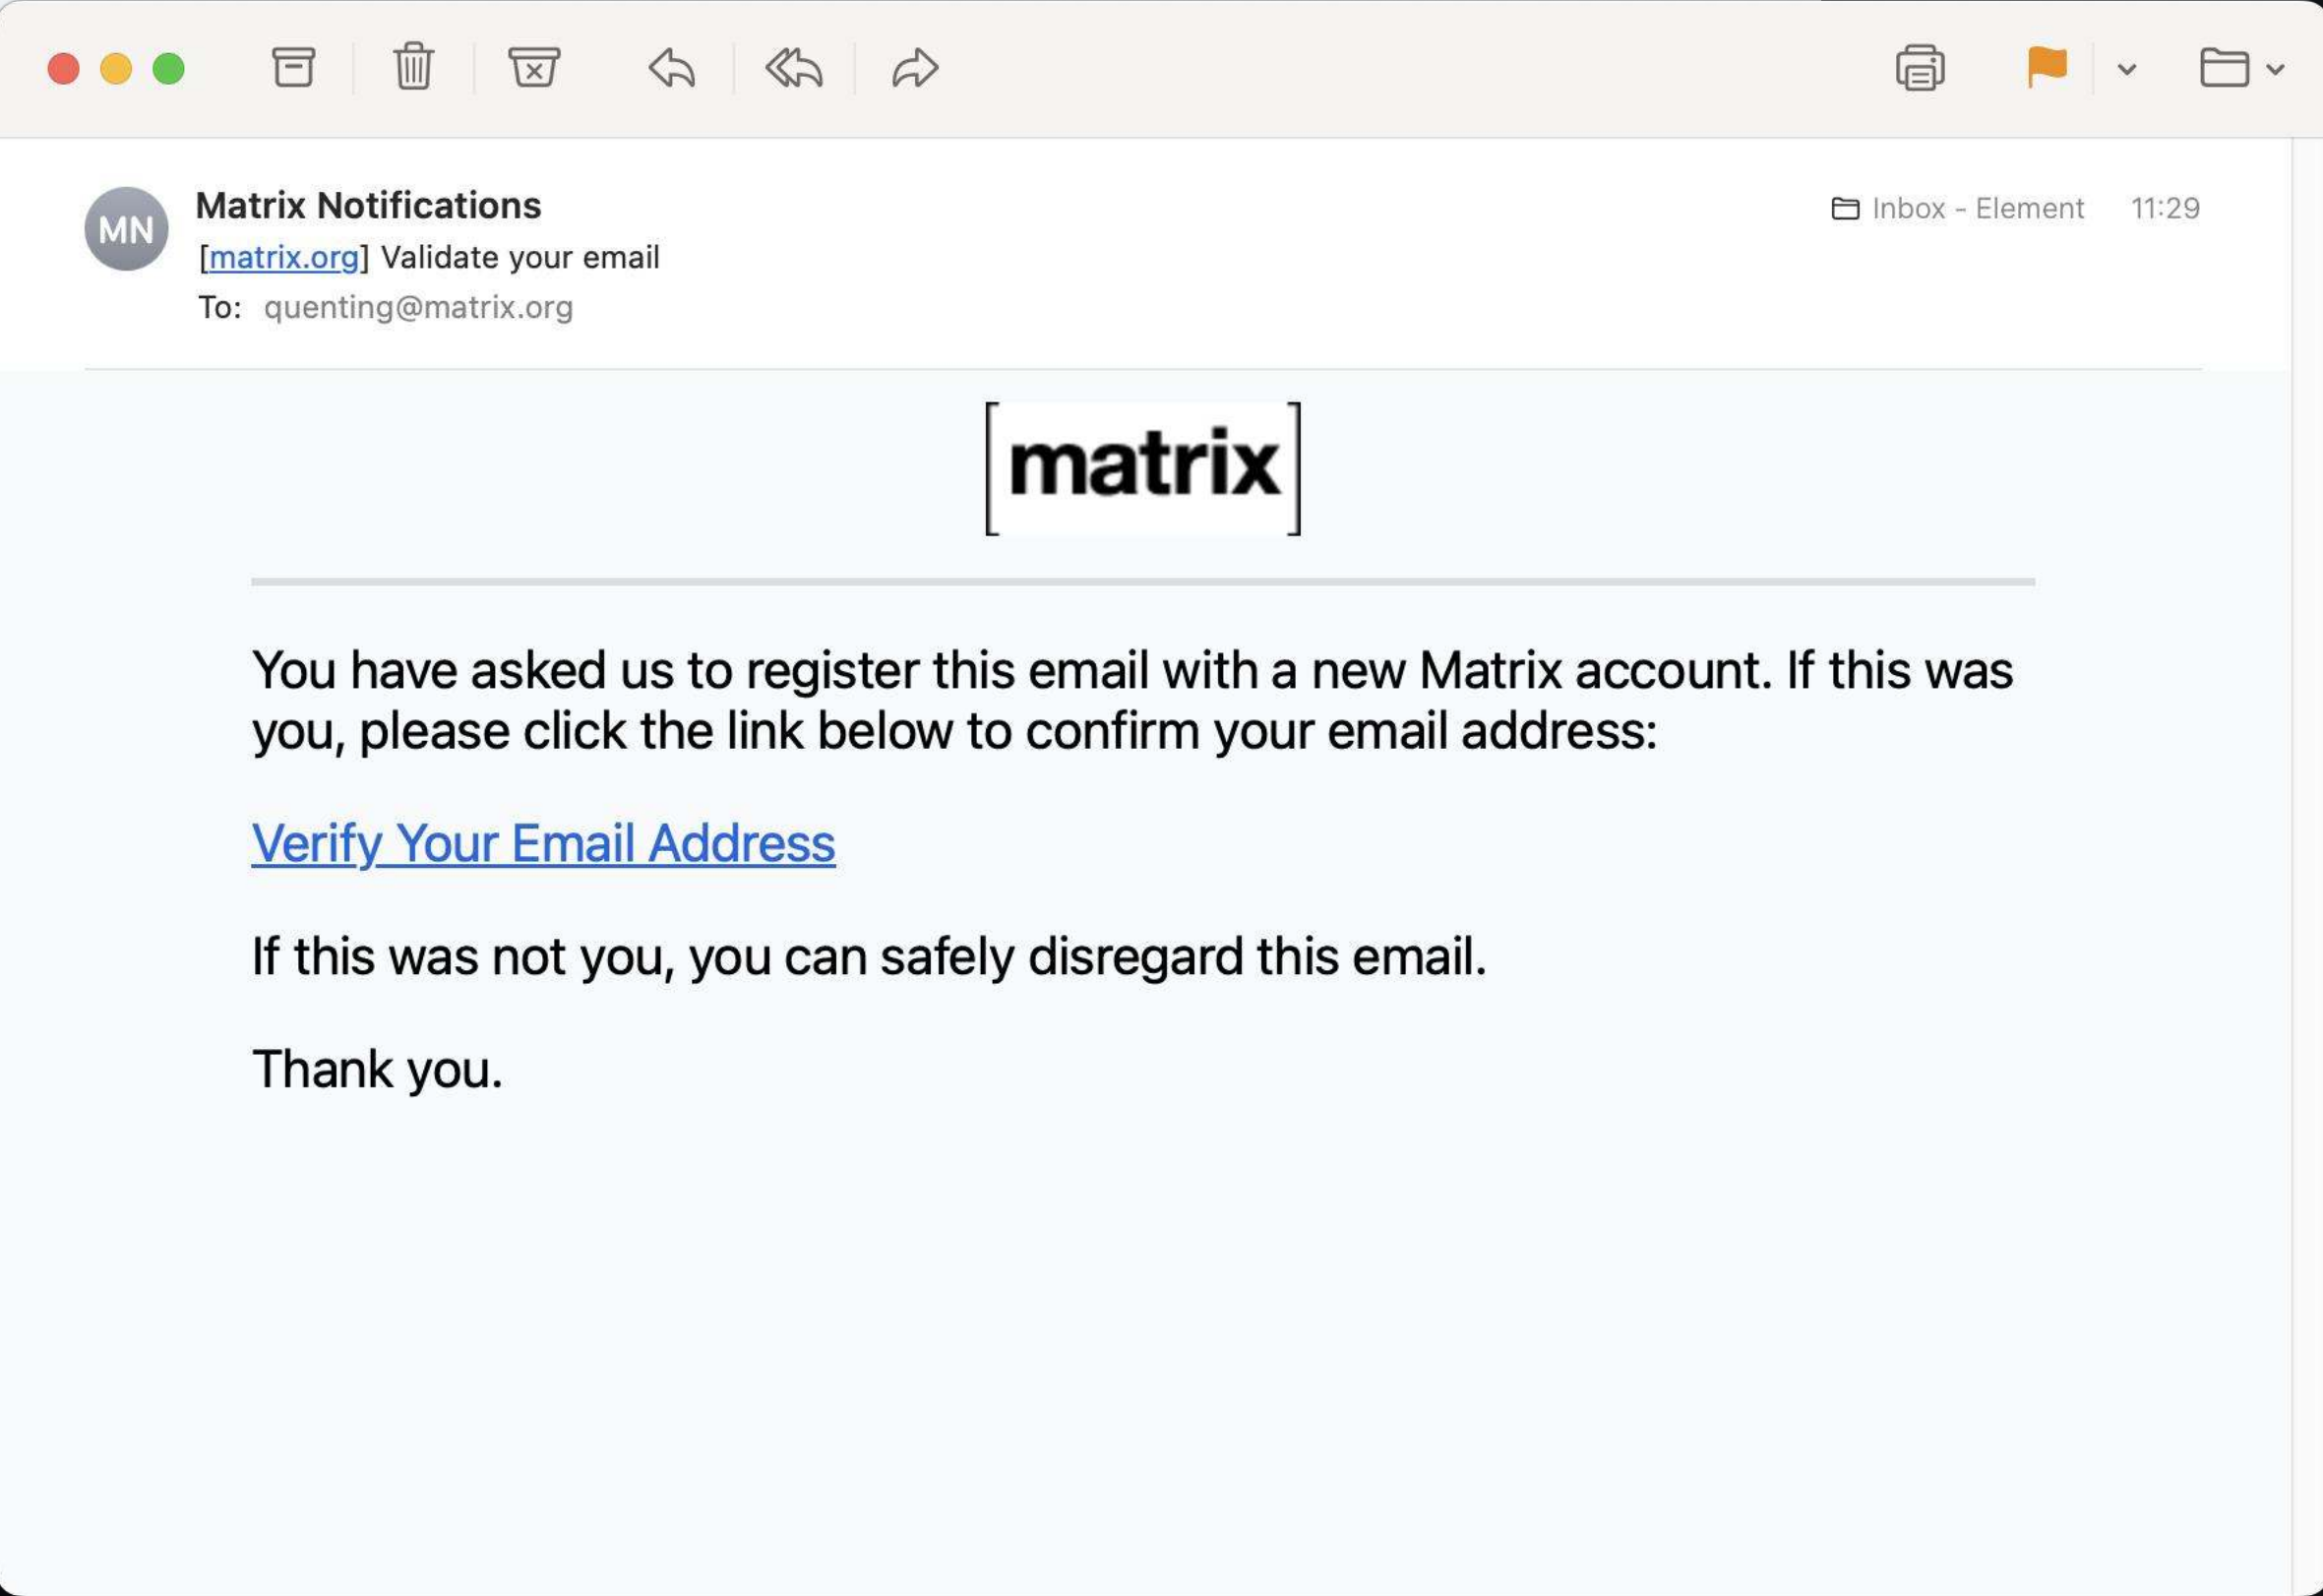 MN
Matrix Notifications
Inbox - Element 11:29
[matrix.org] Validate your email
To: quenting@matrix.org
[matrix]
You have asked us to register this email with a new Matrix account. If this was
you, please click the link below to confirm your email address:
Verify Your Email Address
If this was not you, you can safely disregard this email.
Thank you.